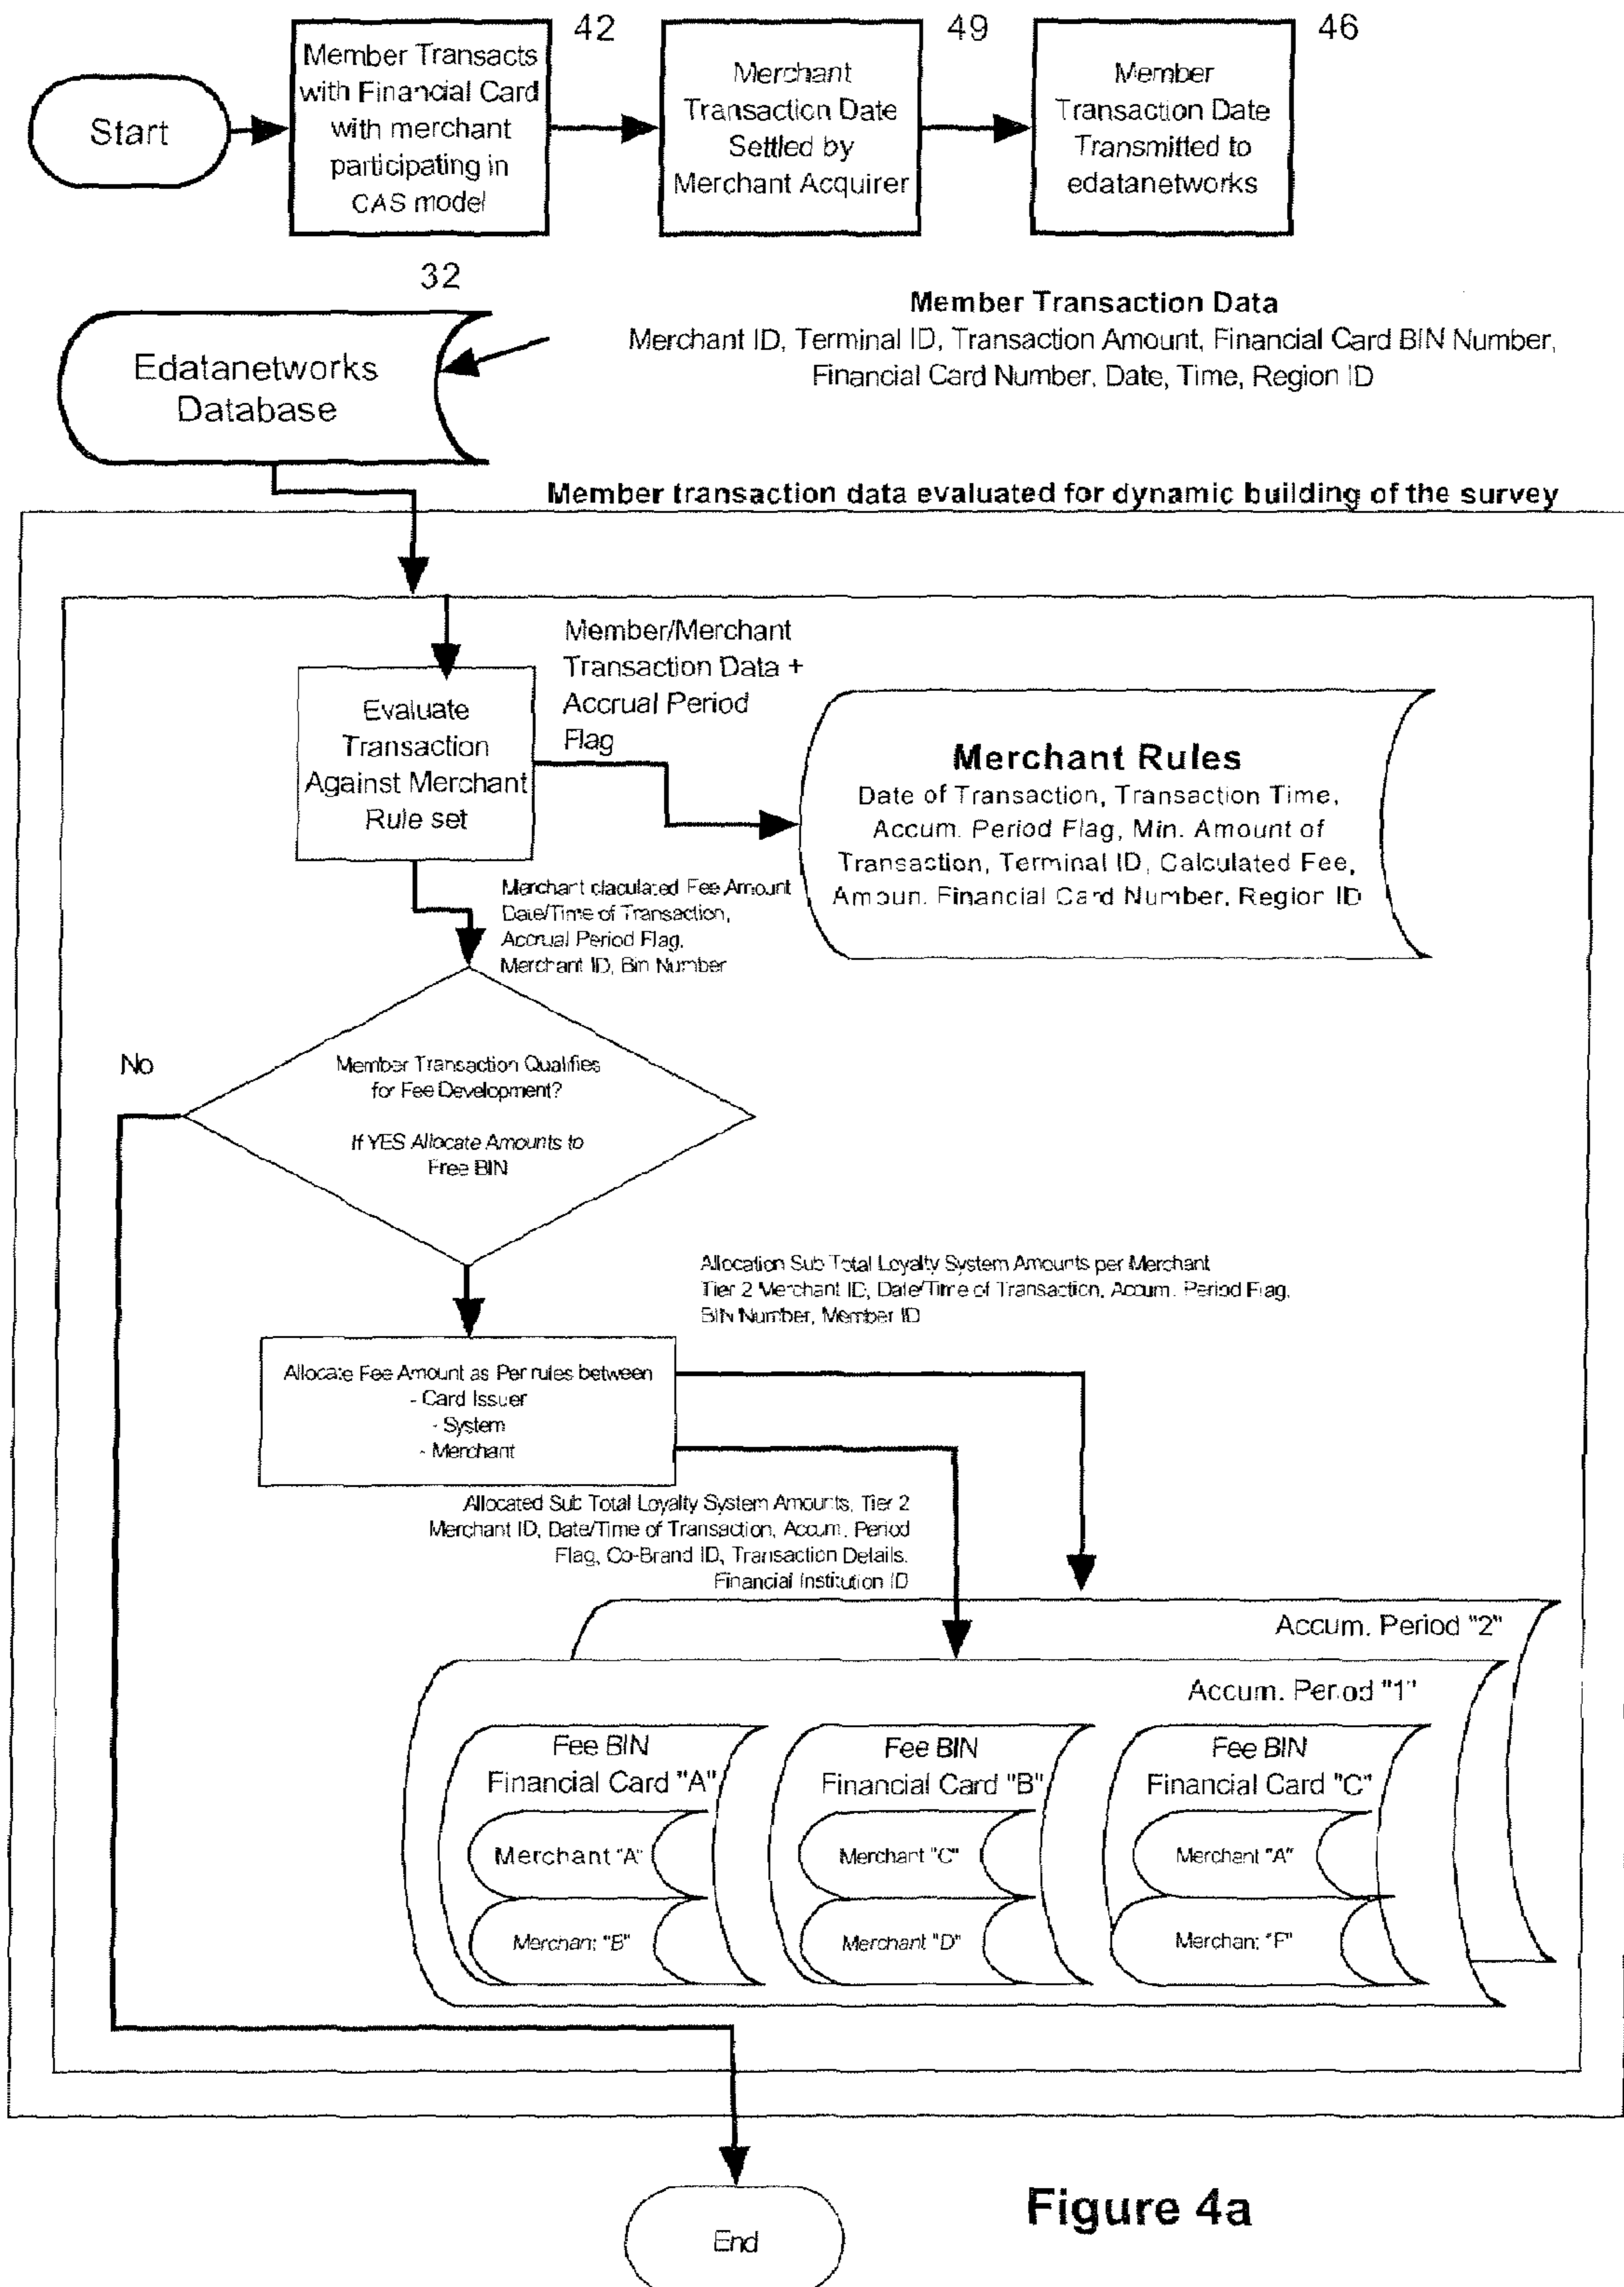 42
49
46
Start
Member Transacts
with Financial Card
with merchant
participating in
CAS model
Merchant
Transaction Date
Settled by
Merchant Acquirer
Member
Transaction Date
Transmitted to
edatanetworks
32
Edatanetworks
Database
Member Transaction Data
Merchant ID, Terminal ID, Transaction Amount, Financial Card BIN Number,
Financial Card Number, Date, Time, Region ID
Member transaction data evaluated for dynamic building of the survey
Evaluate
Transaction
Against Merchant
Rule set
Member/Merchant
Transaction Data +
Accrual Period
Flag
Merchant Rules
Date of Transaction, Transaction Time,
Accum. Period Flag, Min. Amount of
Transaction, Terminal ID, Calculated Fee,
Amoun. Financial Card Number, Region ID
Merchant claculated Fee Amount
Date/Time of Transaction,
Accrual Period Flag,
Merchant ID, Bin Number
No
Member Transaction Qualifies
for Fee Development?
If YES Allocate Amounts to
Free BIN
Allocation Sub Total Loyalty System Amounts per Merchant
Tier 2 Merchant ID, Date/Time of Transaction, Accum. Period Flag,
BIN Number, Member ID
Allocate Fee Amount as Per rules between
- Card Issuer
- System
- Merchant
Allocated Sub Total Loyalty System Amounts, Tier 2
Merchant ID, Date/Time of Transaction, Accum. Period
Flag, Co-Brand ID, Transaction Details.
Financial Institution ID
Accum. Period "2"
Accum. Period "1"
Fee BIN
Financial Card "A"
Merchant "A"
Merchant "B"
Fee BIN
Financial Card "B"
Merchant "C"
Merchant "D"
Fee BIN
Financial Card "C"
Merchant "A"
Merchant "F"
End
Figure 4a